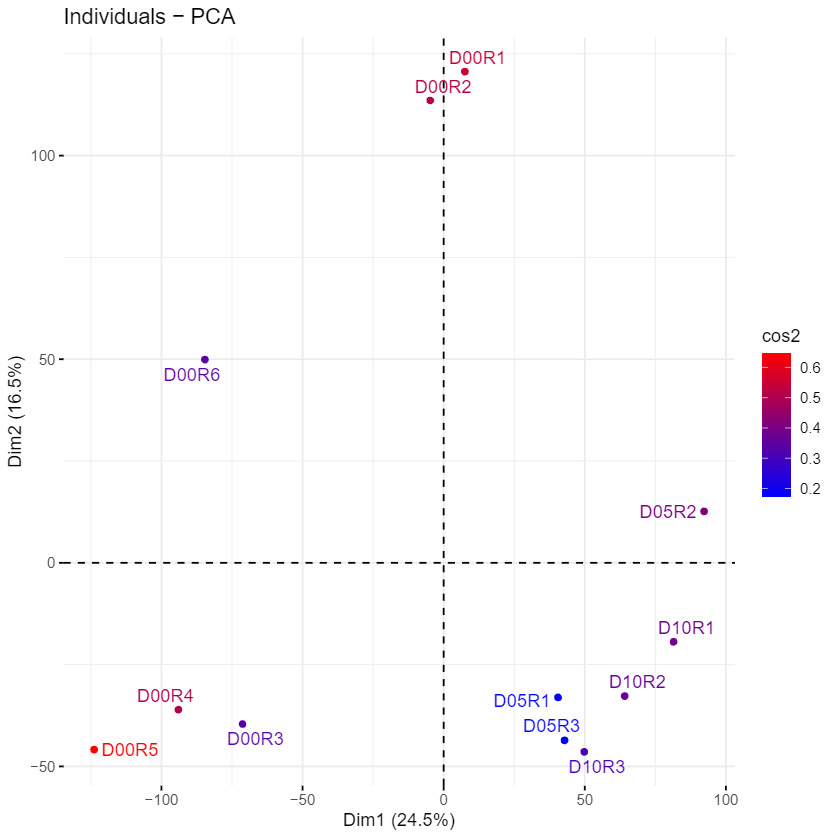 Individuals − PCA
D00R1
D00R2
100
D00R6
50
cos2
0.6
0.5
0.4
0.3
0.2
Dim2 (16.5%)
D05R2
0
D10R1
D10R2
D00R4
D05R1
D05R3
D00R3
D00R5
D10R3
−50
−100
−50
0
50
100
Dim1 (24.5%)